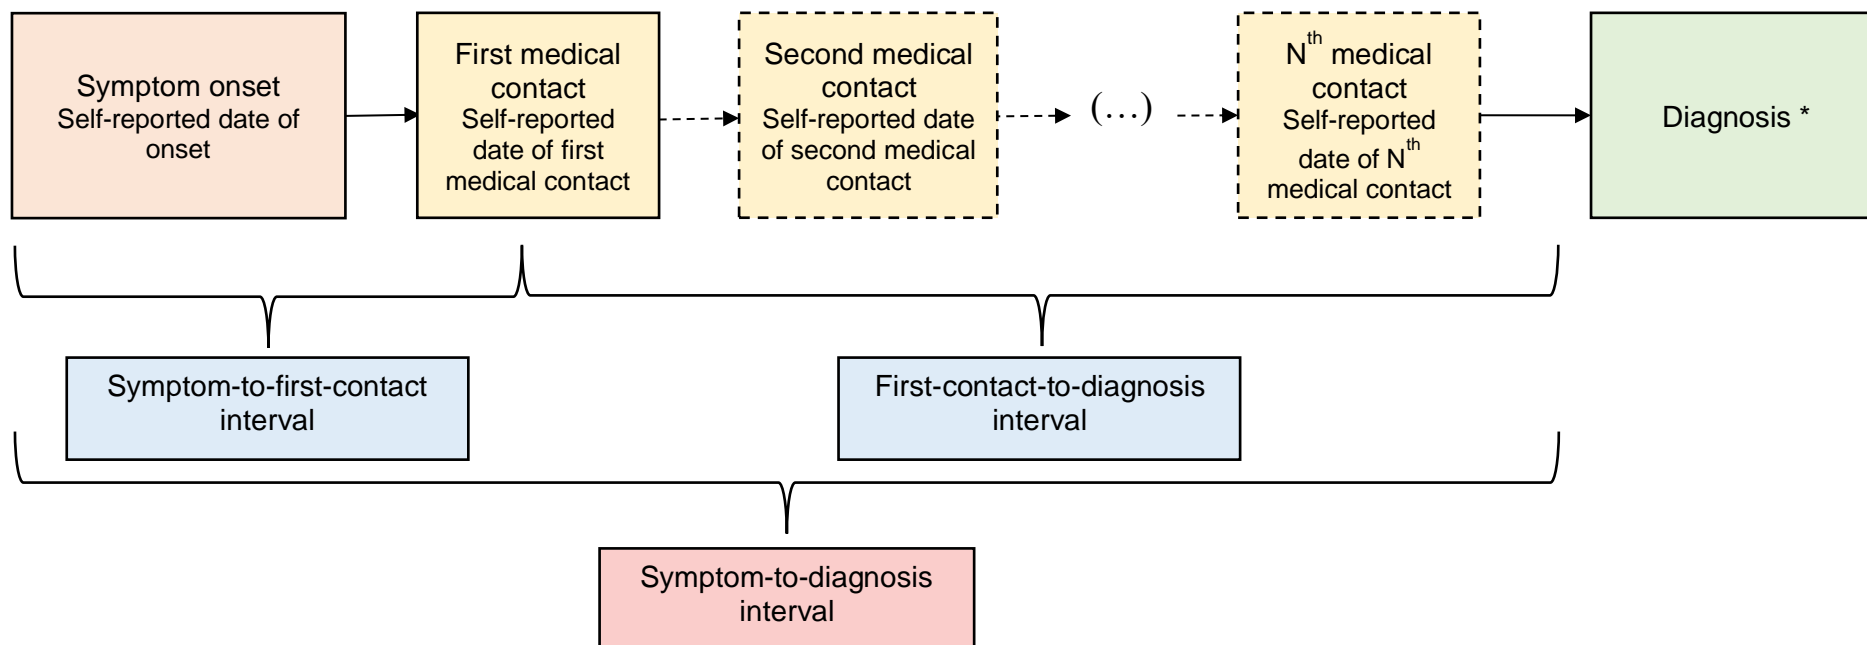 Symptom onset
Self-reported date of
onset
First medical
contact
Self-reported
date of first
medical contact
Second medical
contact
Self-reported date
of second medical
contact
(...)
Nth medical
contact
Self-reported
date of Nth
medical contact
Diagnosis *
Symptom-to-first-contact
interval
First-contact-to-diagnosis
interval
Symptom-to-diagnosis
interval